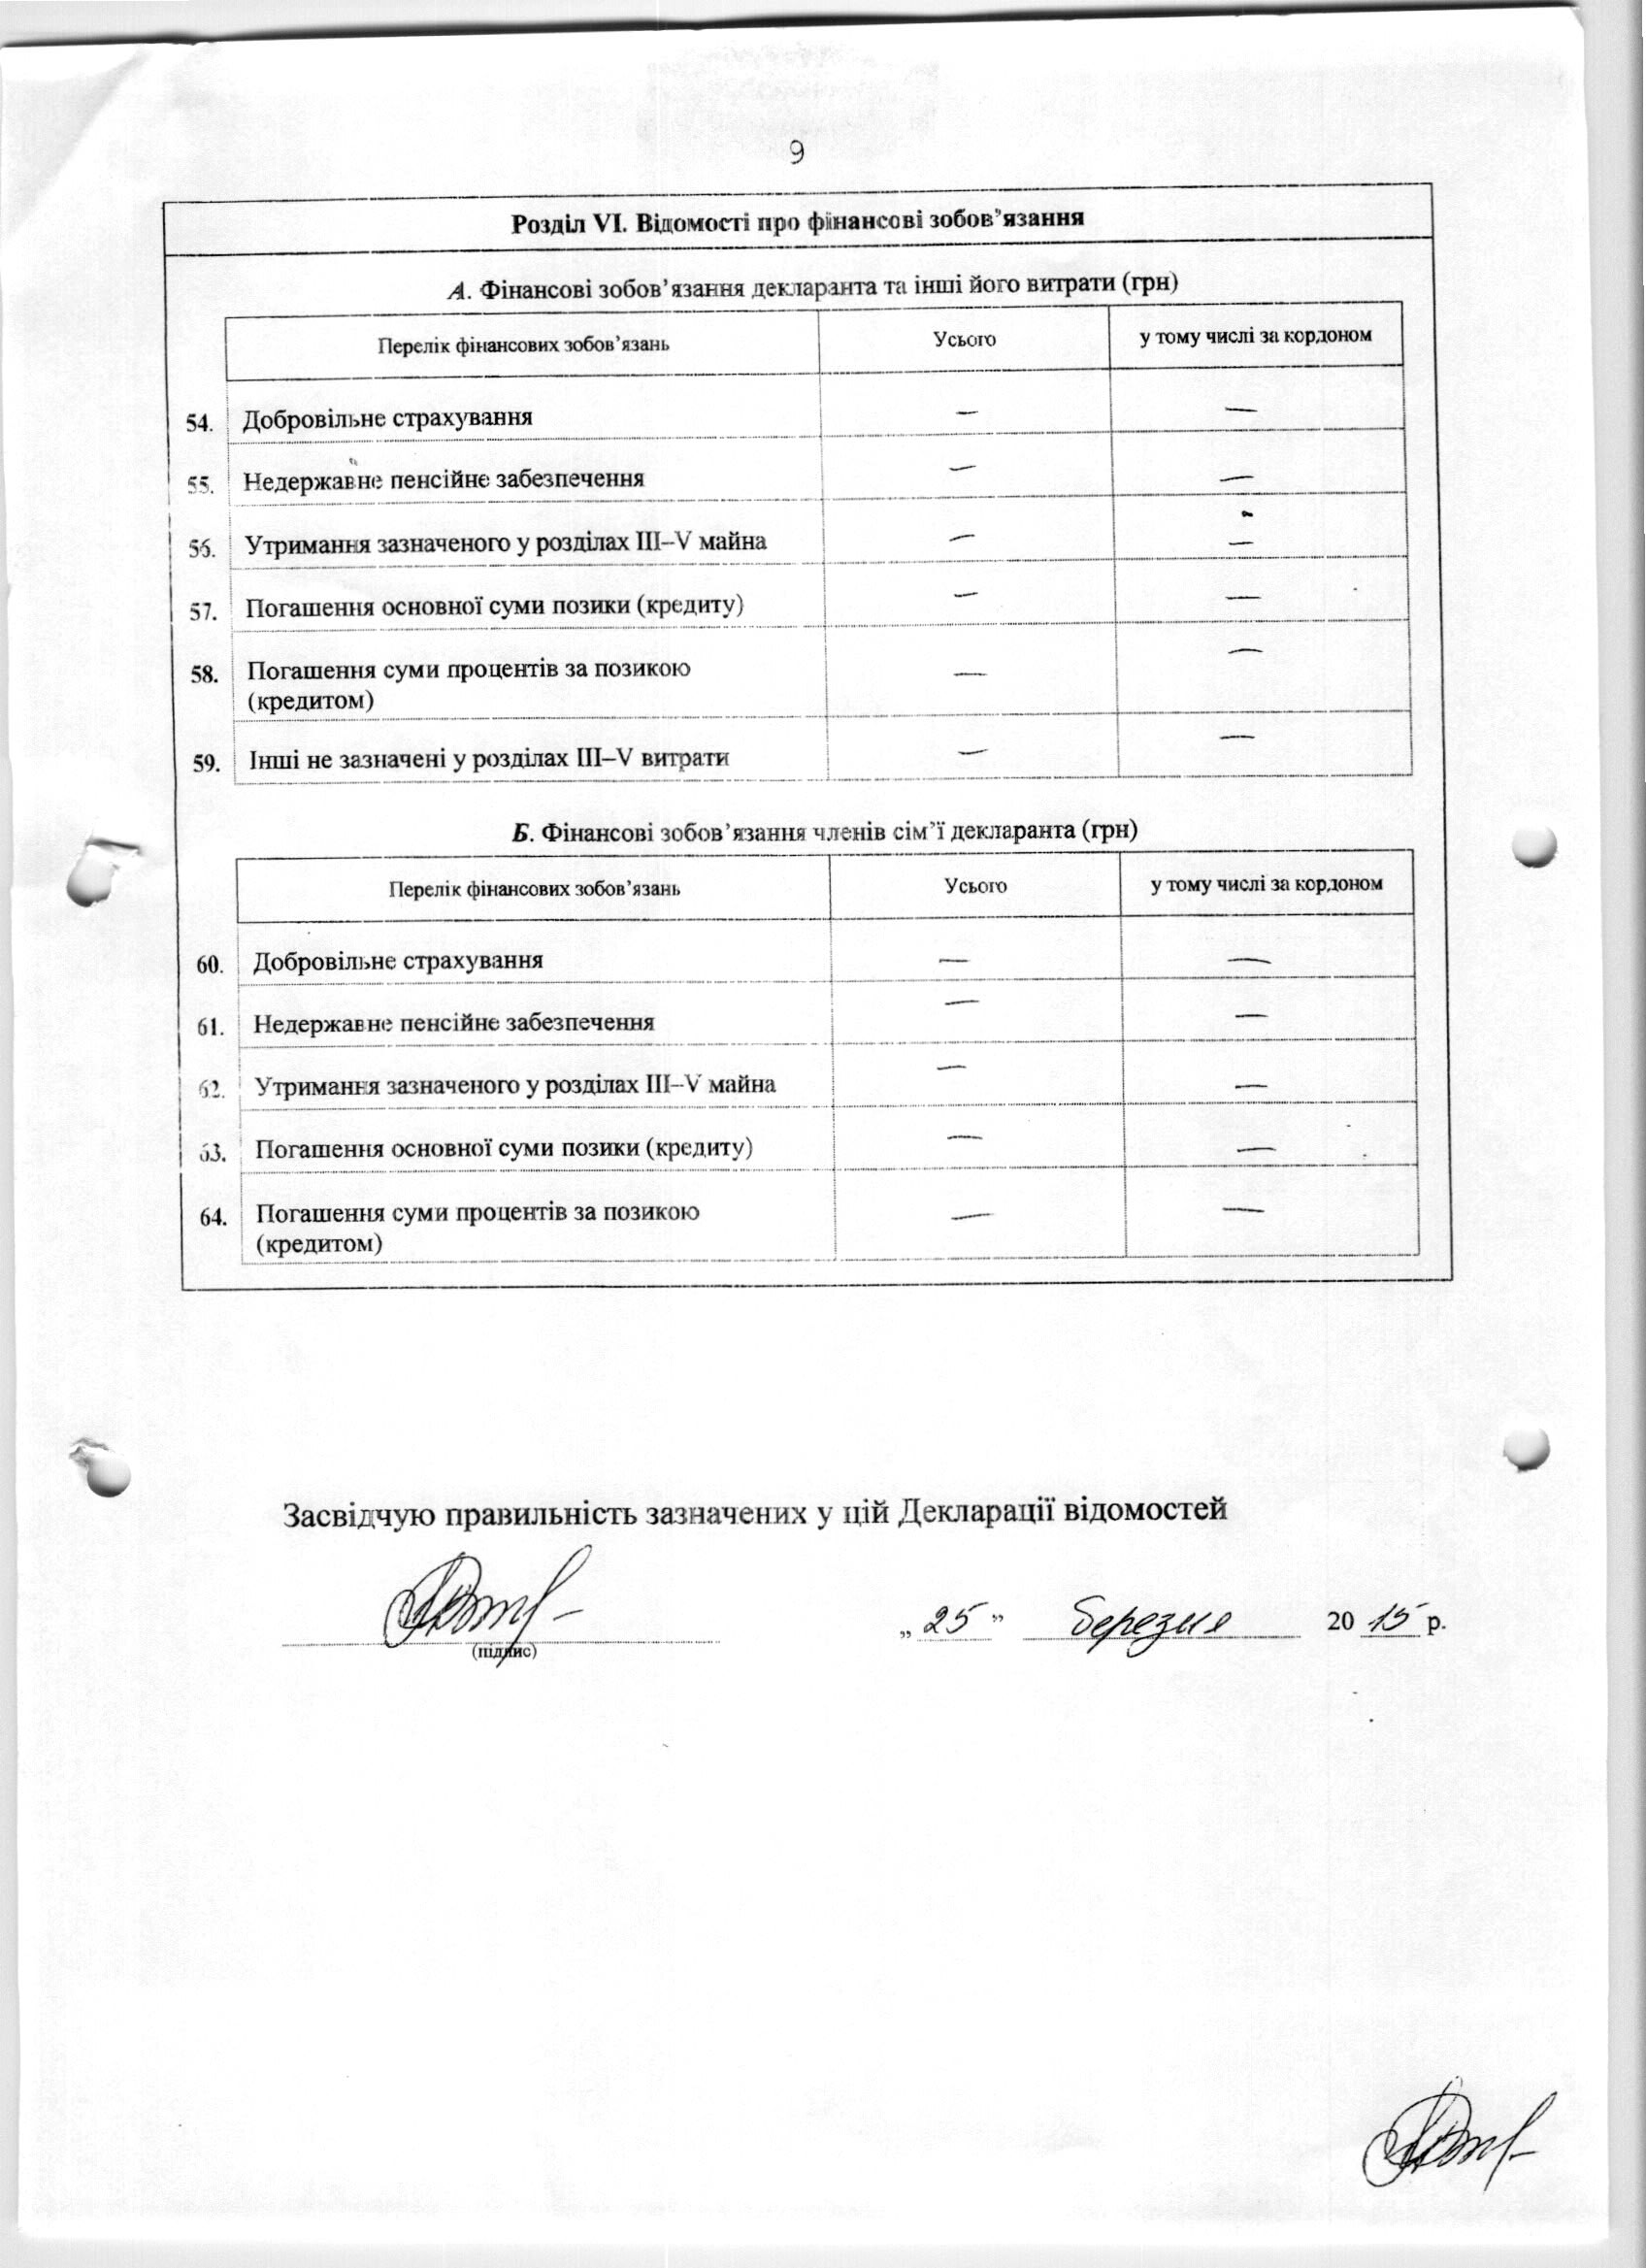 9
Розділ VI. Відомості про фінансові зобов’язання
А. Фінансові зобов’язання декларанта та інші його витрати (грн)
Перелік фінансових зобов’язань Усього у тому числі за кордоном
54. Добровільне страхування — —
55. Недержавне пенсійне забезпечення — —
56. Утримання зазначеного у розділах III–V майна — —
57. Погашення основної суми позики (кредиту) — —
58. Погашення суми процентів за позикою — —
(кредитом)
59. Інші не зазначені у розділах III–V витрати — —
Б. Фінансові зобов’язання членів сім’ї декларанта (грн)
Перелік фінансових зобов’язань Усього у тому числі за кордоном
60. Добровільне страхування — —
61. Недержавне пенсійне забезпечення — —
62. Утримання зазначеного у розділах III–V майна — —
63. Погашення основної суми позики (кредиту) — —
64. Погашення суми процентів за позикою — —
(кредитом)
Засвідчую правильність зазначених у цій Декларації відомостей
„ 25 ” березня 20 15 р.
(підпис)